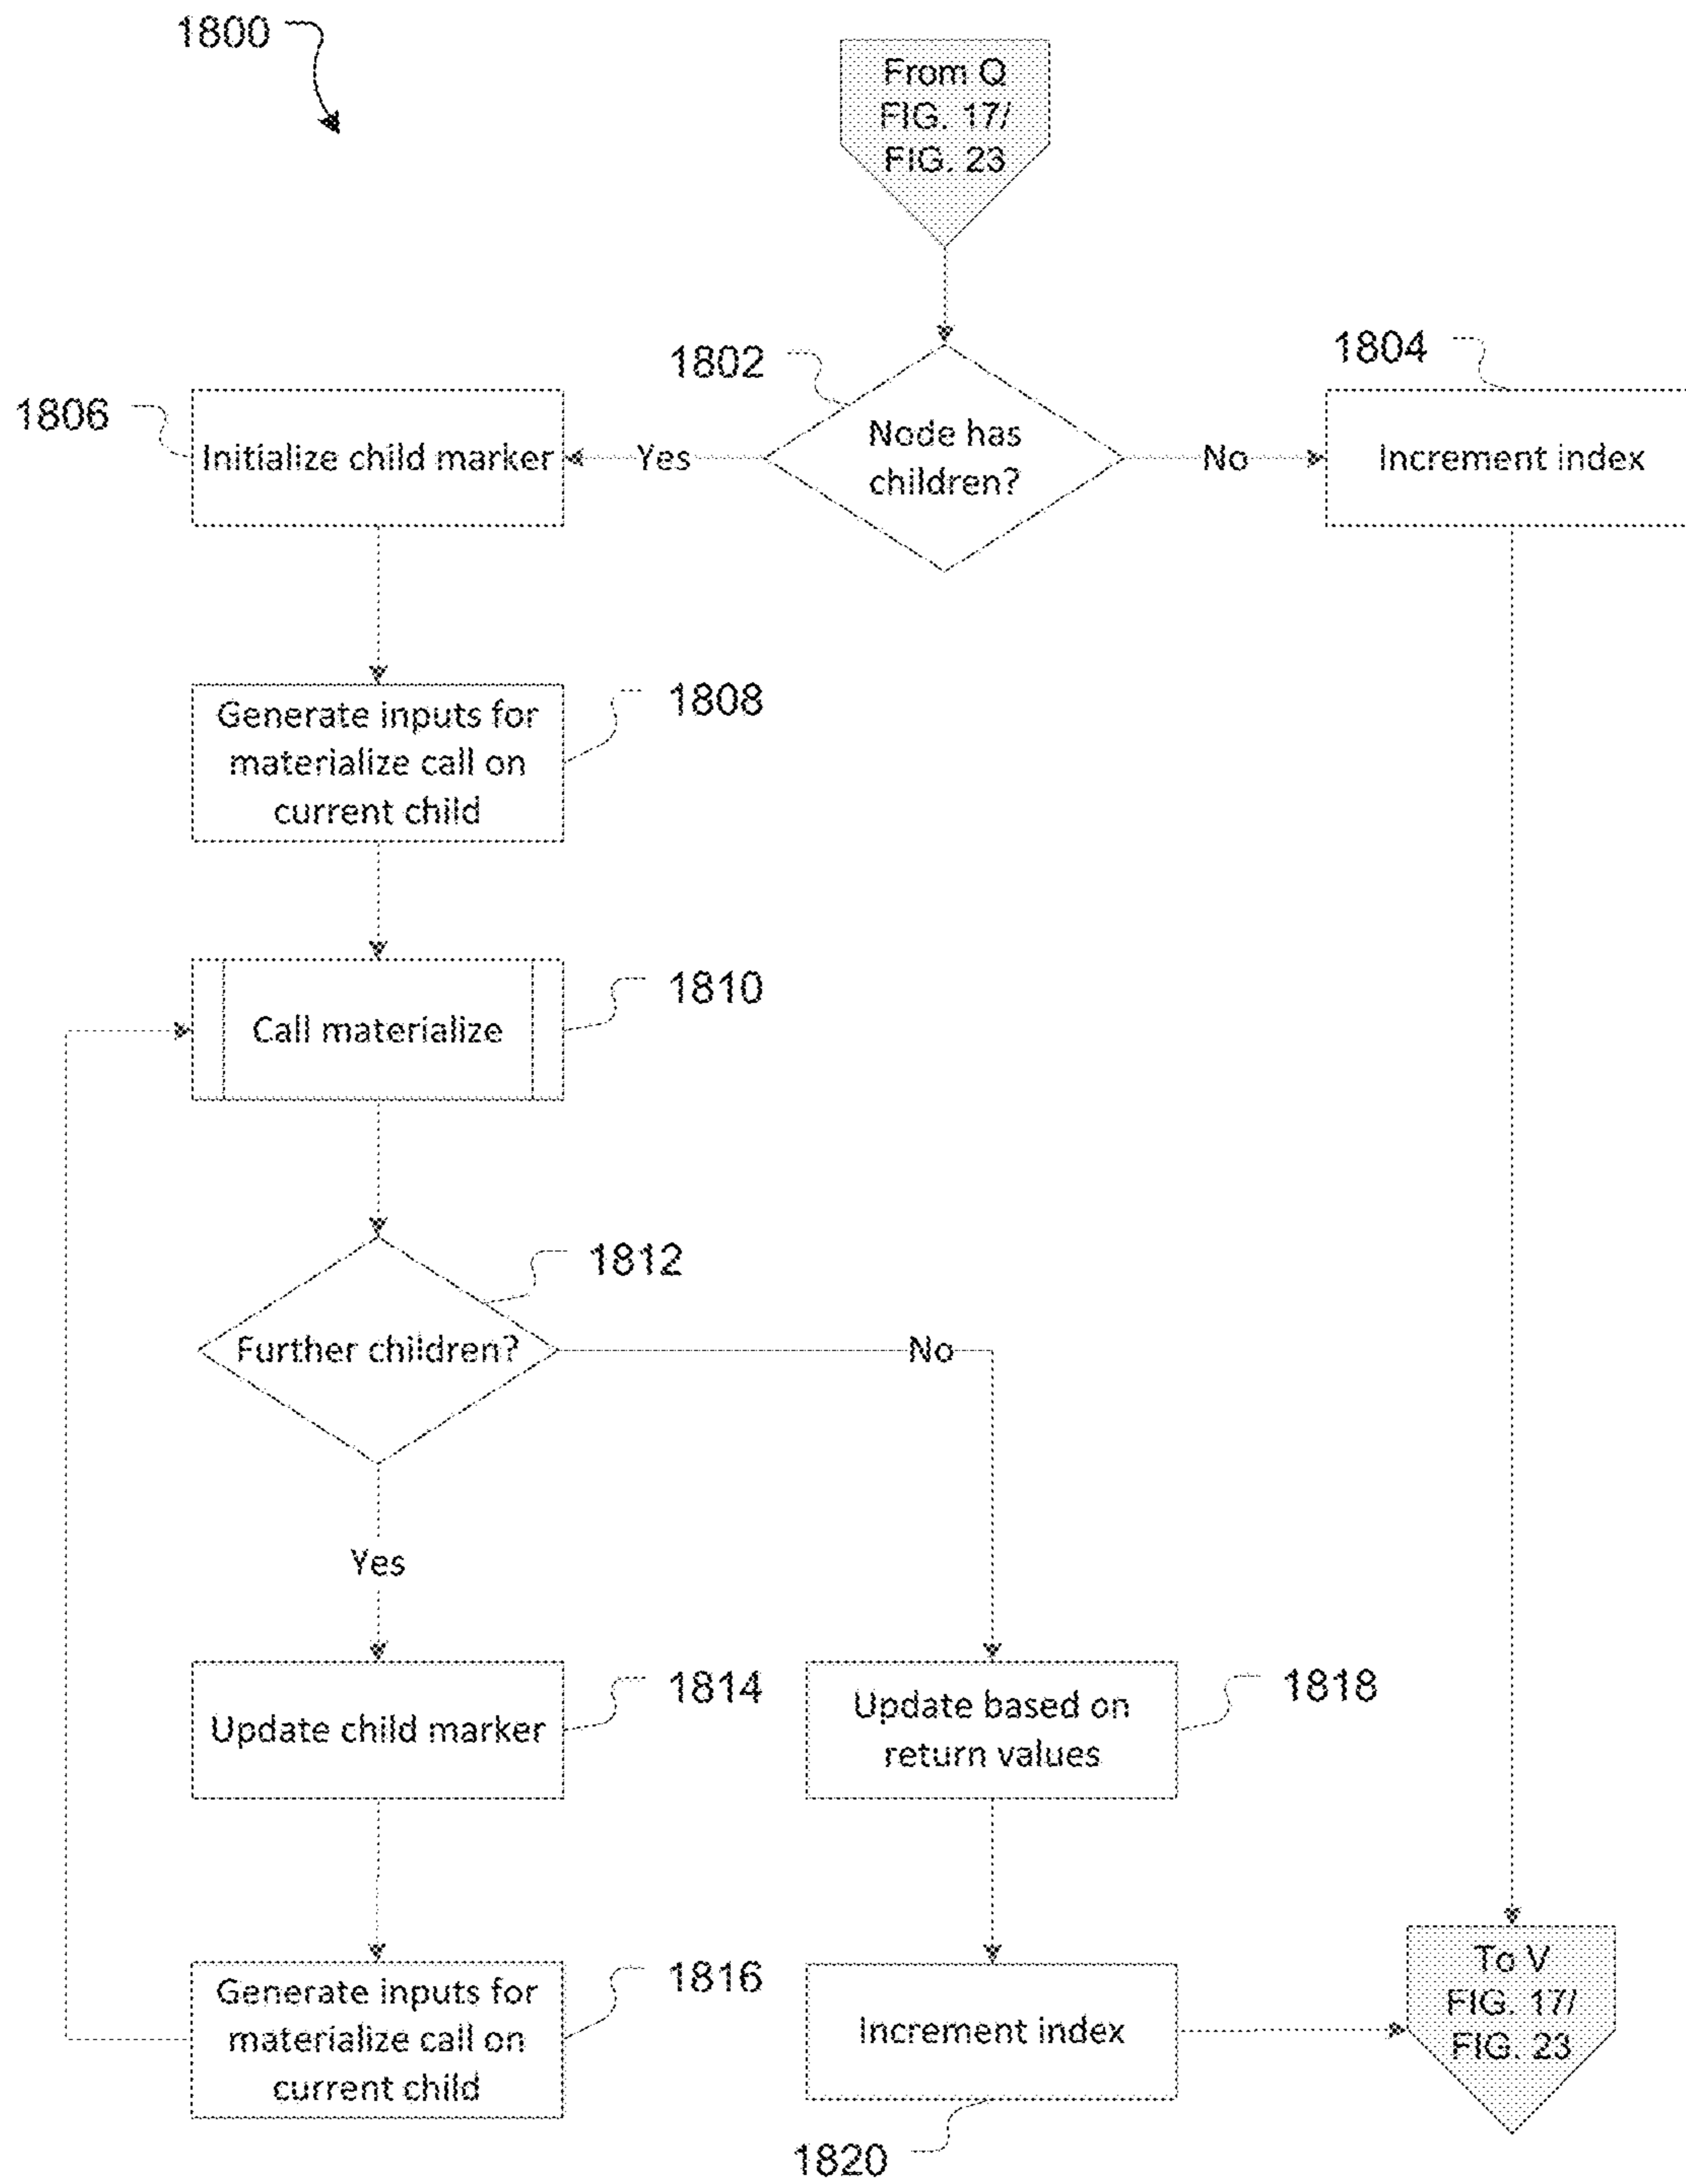 1800
From Q
FIG. 17/
FIG. 23
1802
1804
1806
Node has
children?
Initialize child marker
Yes
No
Increment index
Generate inputs for
materialize call on
current child
1808
Call materialize
1810
1812
Further children?
No
Yes
Update child marker
1814
Update based on
return values
1818
Generate inputs for
materialize call on
current child
1816
Increment index
1820
To V
FIG. 17/
FIG. 23